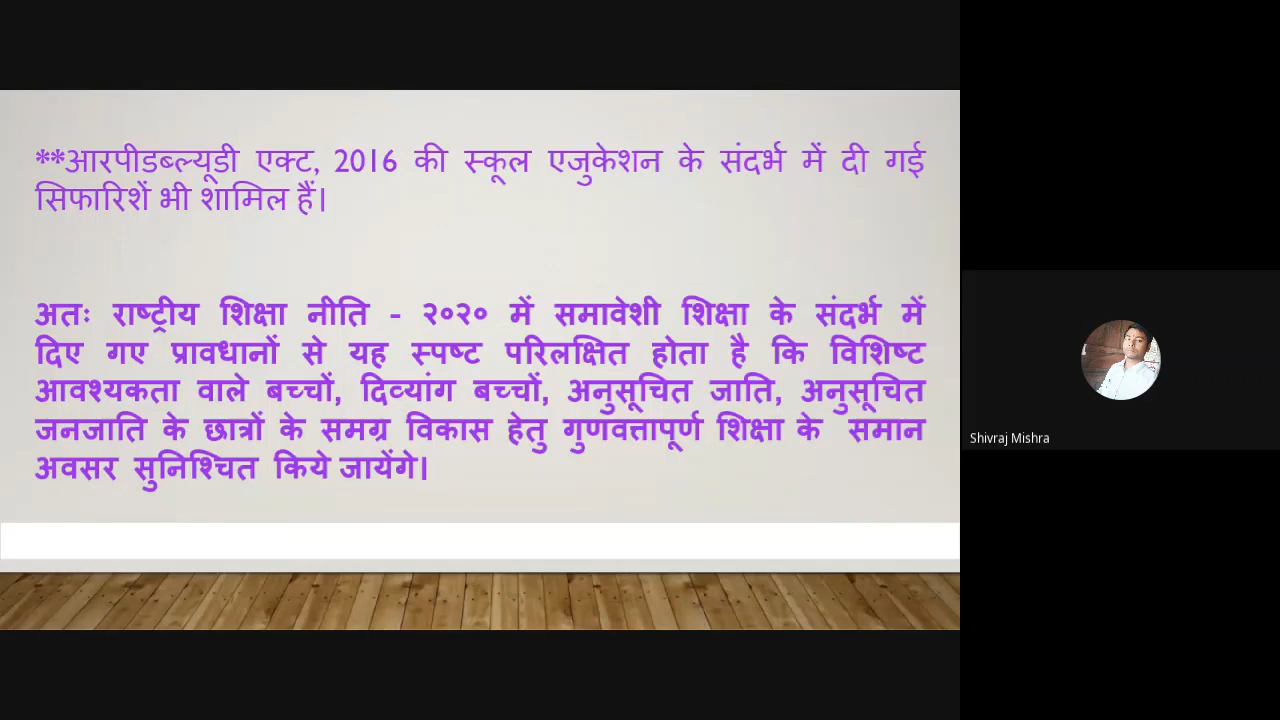 **आरपीडब्ल्यूडी एक्ट, 2016 की स्कूल एजुकेशन के संदर्भ में दी गई
सिफारिशें भी शामिल हैं।
अतः राष्ट्रीय शिक्षा नीति - २०२० में समावेशी शिक्षा के संदर्भ में
दिए गए प्रावधानों से यह स्पष्ट परिलक्षित होता है कि विशिष्ट
आवश्यकता वाले बच्चों, दिव्यांग बच्चों, अनुसूचित जाति, अनुसूचित
जनजाति के छात्रों के समग्र विकास हेतु गुणवत्तापूर्ण शिक्षा के समान
अवसर सुनिश्चित किये जायेंगे।
Shivraj Mishra